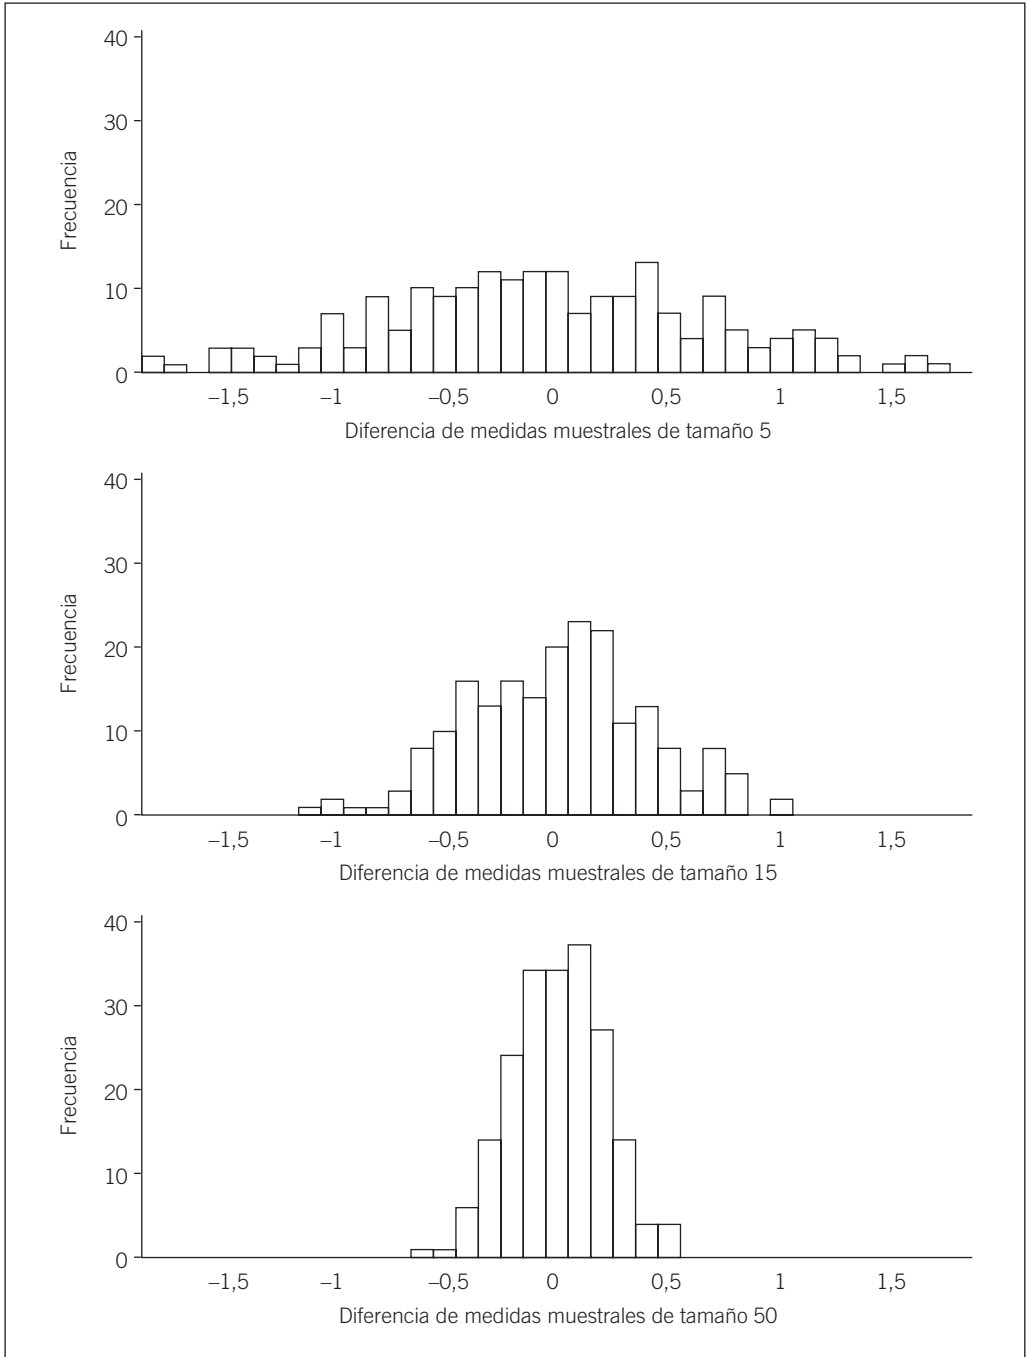 40
30
20
10
0
Frecuencia
–1,5 –1 –0,5 0 0,5 1 1,5
Diferencia de medidas muestrales de tamaño 5
40
30
20
10
0
Frecuencia
–1,5 –1 –0,5 0 0,5 1 1,5
Diferencia de medidas muestrales de tamaño 15
40
30
20
10
0
Frecuencia
–1,5 –1 –0,5 0 0,5 1 1,5
Diferencia de medidas muestrales de tamaño 50